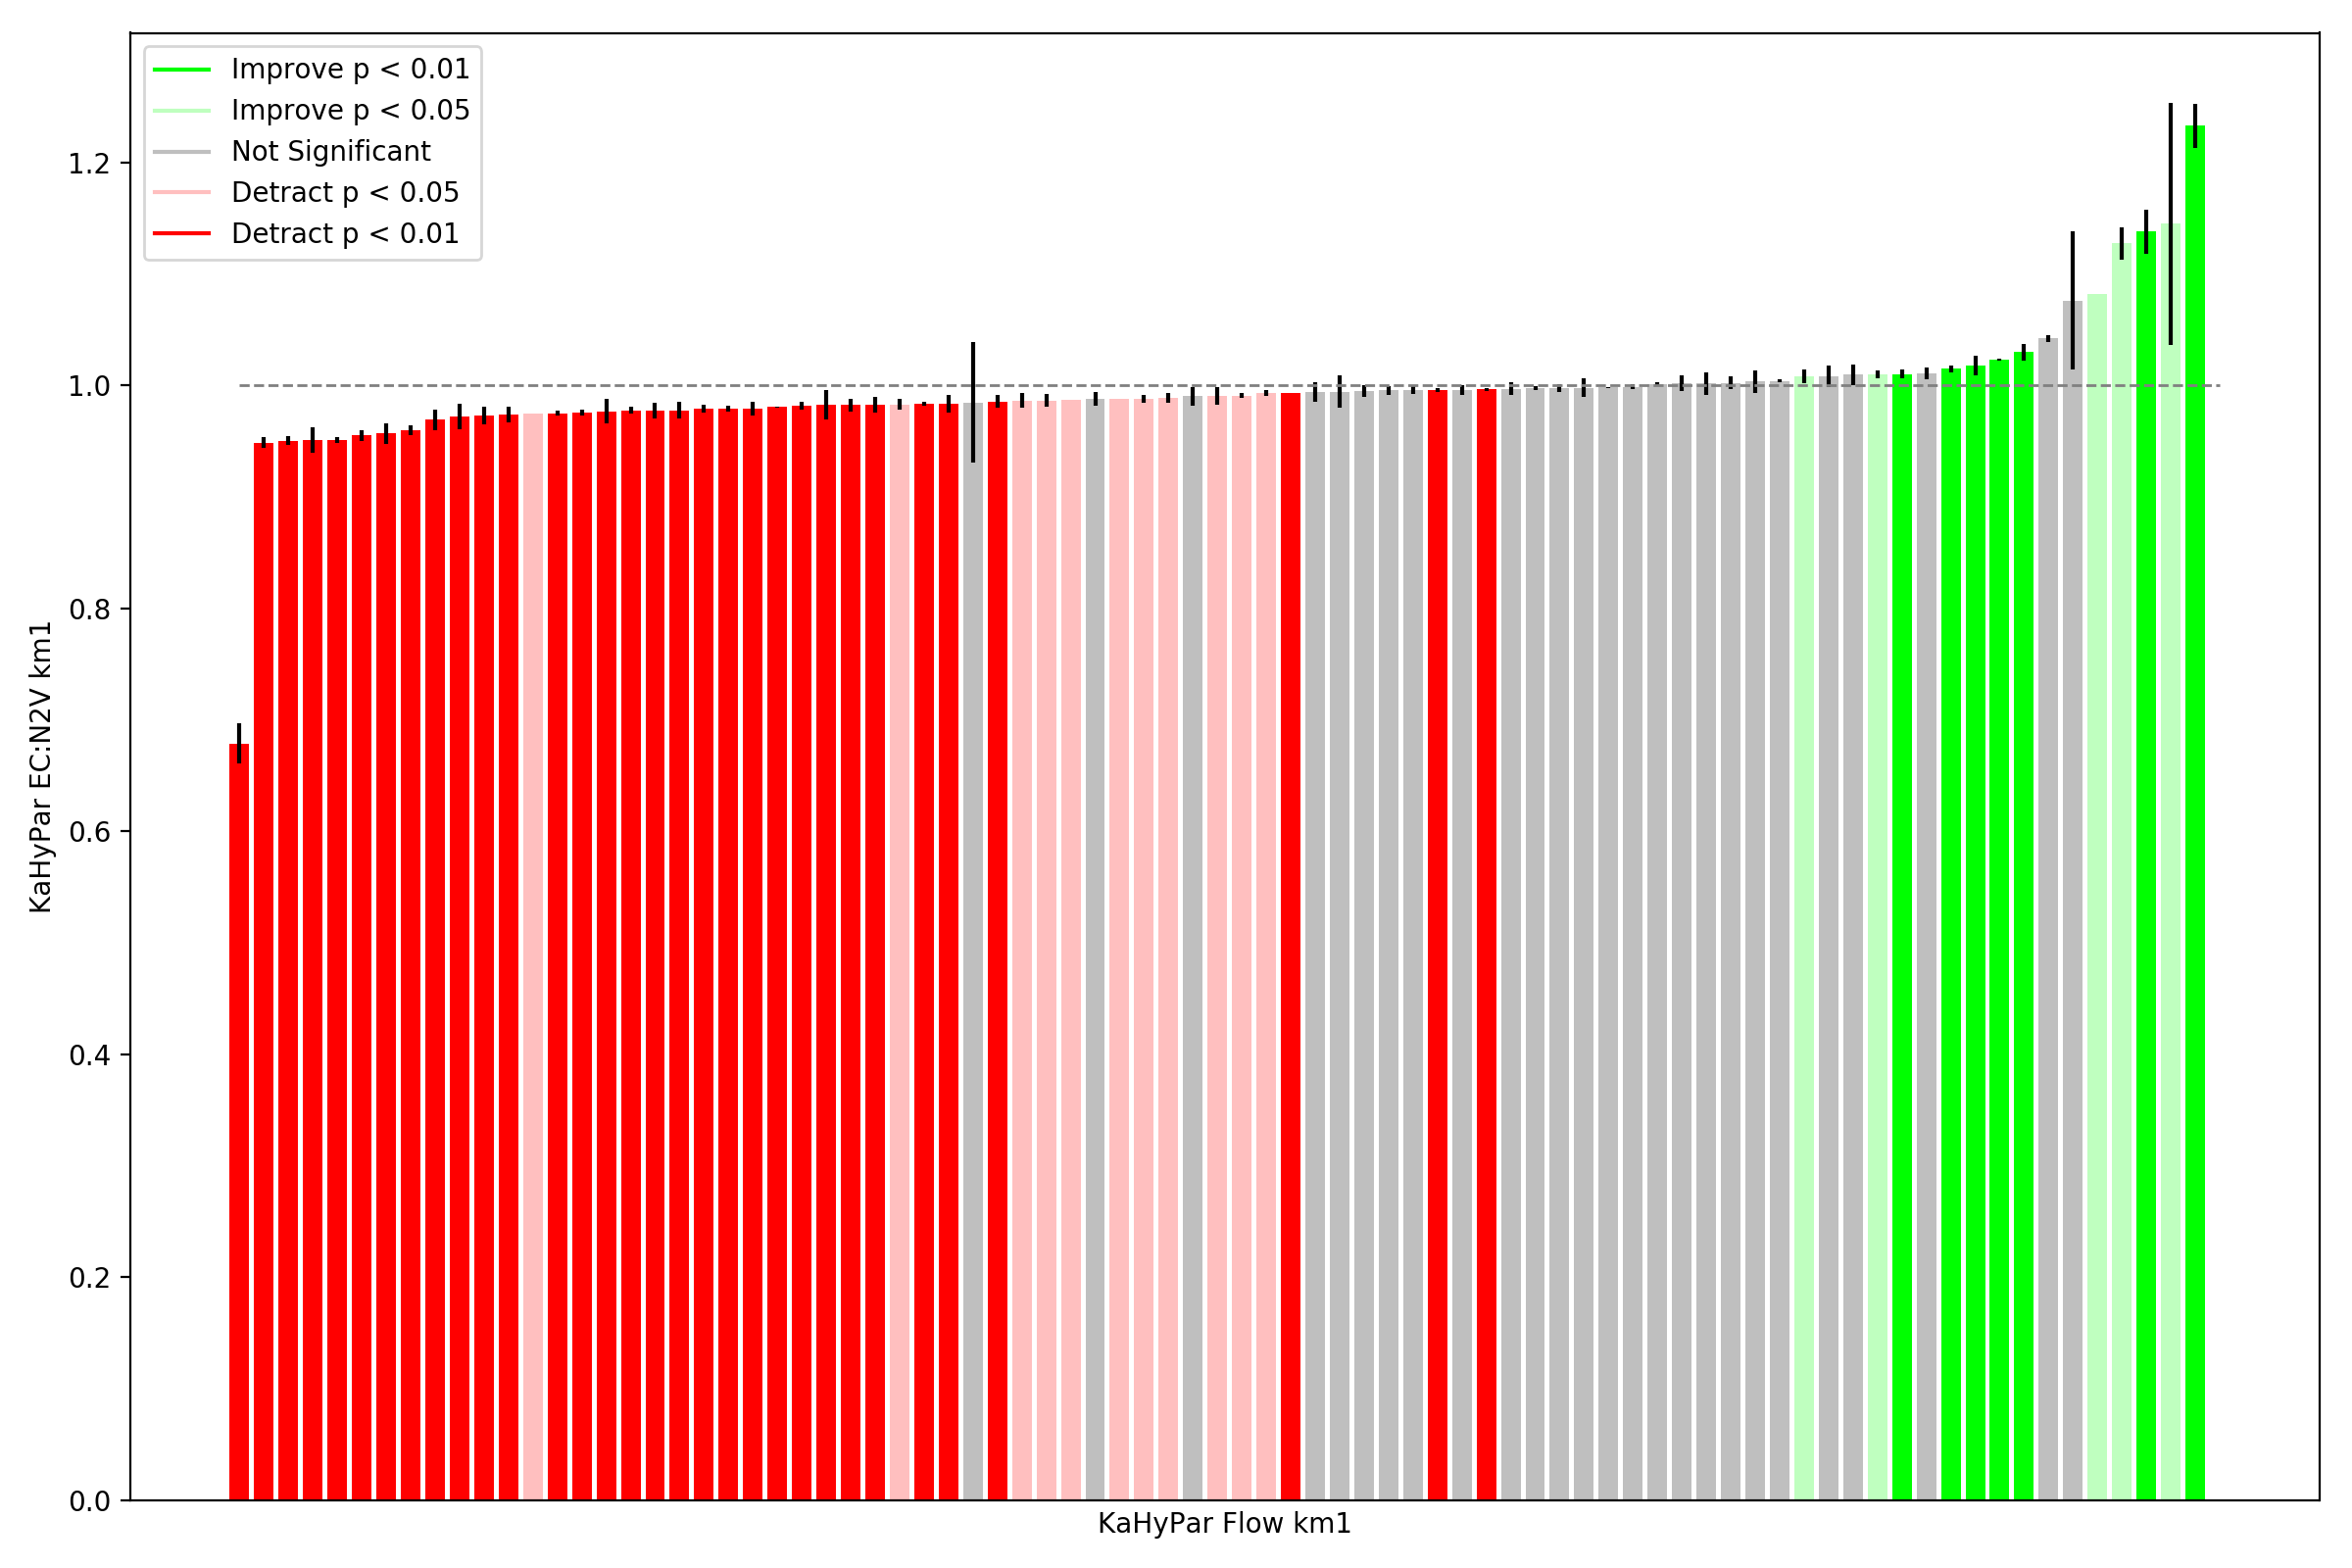 Improve p < 0.01
Improve p < 0.05
Not Significant
Detract p < 0.05
Detract p < 0.01
1.2
1.0
0.8
0.6
0.4
0.2
0.0
KaHyPar EC:N2V km1
KaHyPar Flow km1